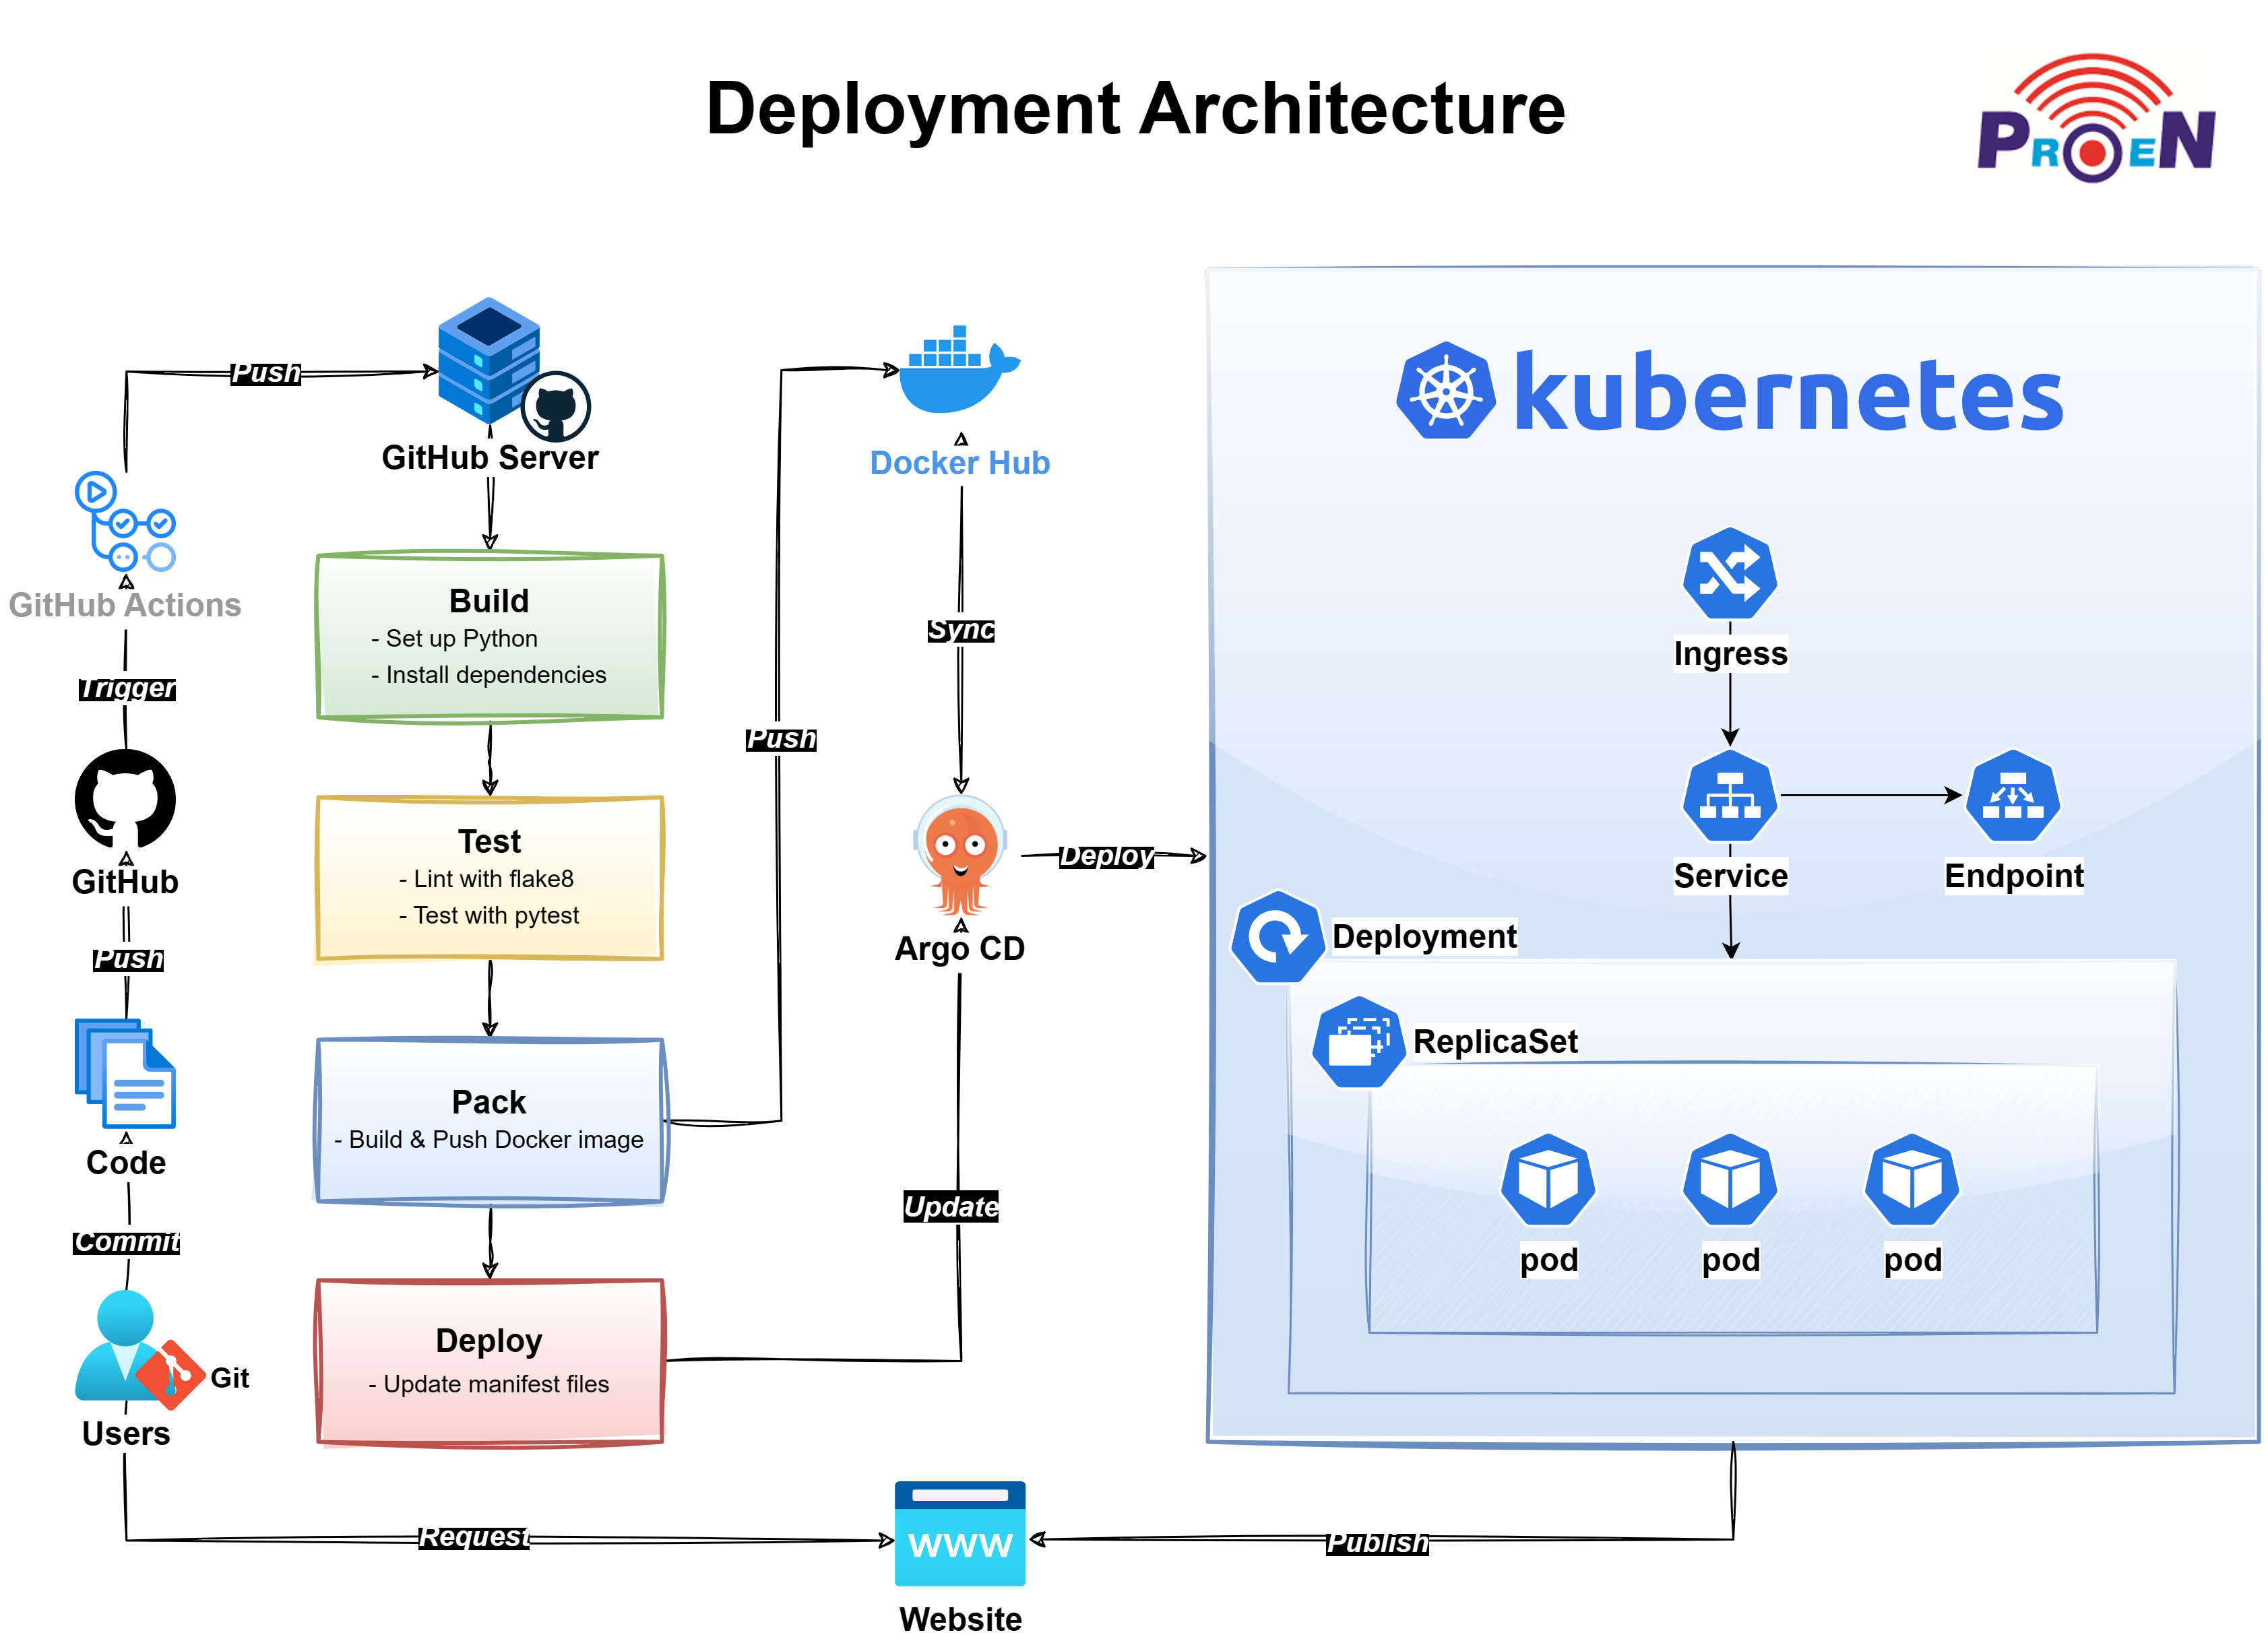 Deployment Architecture
PROEN
Push
GitHub Server
GitHub Actions
Trigger
GitHub
Push
Code
Commit
Git
Users
Build
- Set up Python
- Install dependencies
Test
- Lint with flake8
- Test with pytest
Pack
- Build & Push Docker image
Deploy
- Update manifest files
Push
Docker Hub
Sync
Argo CD
Update
Deploy
kubernetes
Ingress
Service
Endpoint
Deployment
ReplicaSet
pod
pod
pod
Request
www
Website
Publish